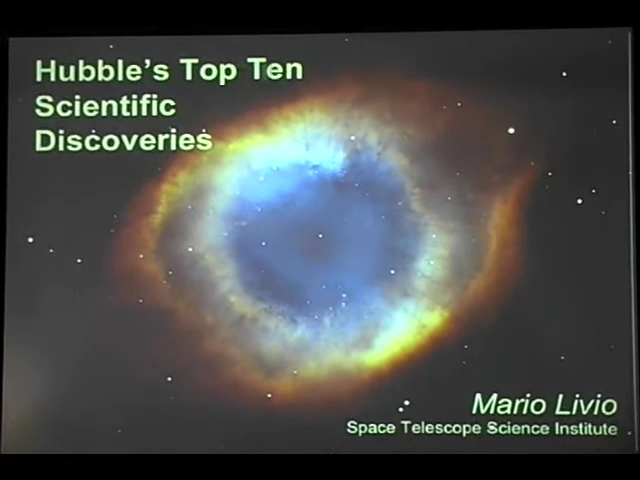 Hubble's Top Ten
Scientific
Discoveries
Mario Livio
Space Telescope Science Institute